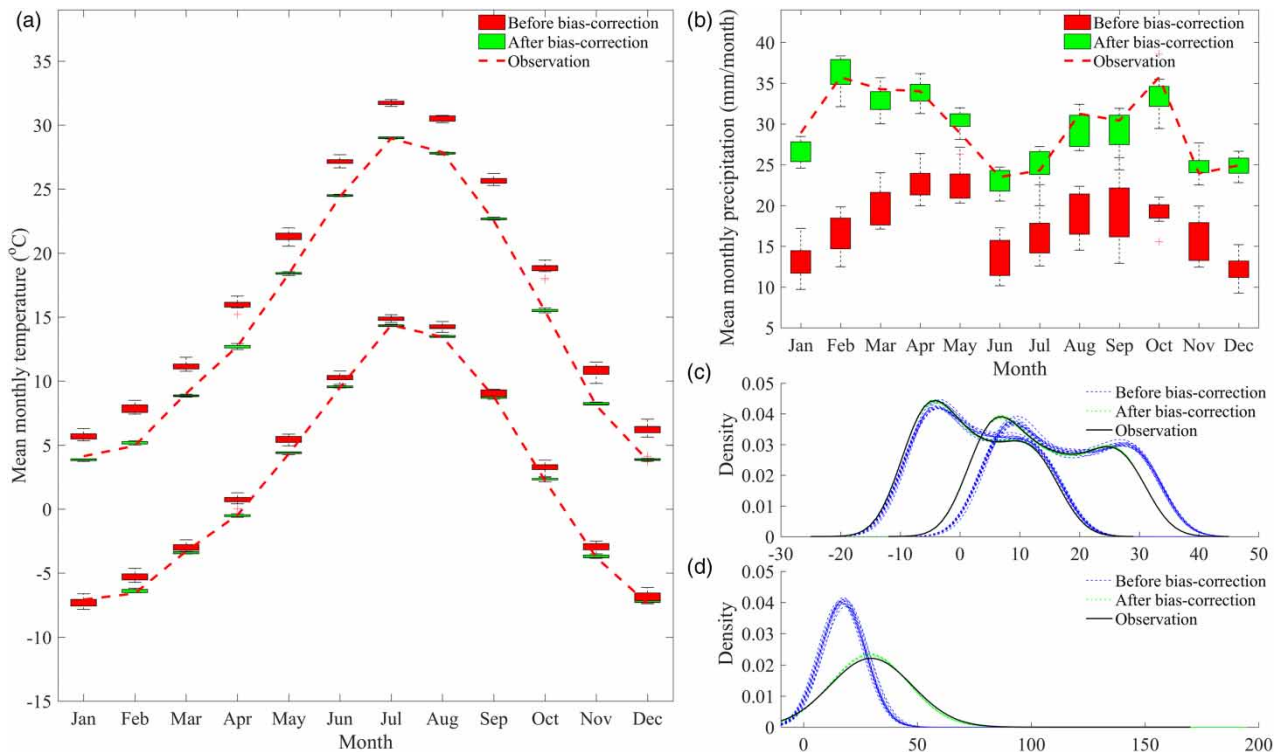 (a)
Before bias-correction
After bias-correction
Observation
35
30
25
20
15
10
5
0
-5
-10
-15
Mean monthly temperature (°C)
Jan Feb Mar Apr May Jun Jul Aug Sep Oct Nov Dec
Month
(b)
Before bias-correction
After bias-correction
Observation
40
35
30
25
20
15
10
5
Mean monthly precipitation (mm/month)
Jan Feb Mar Apr May Jun Jul Aug Sep Oct Nov Dec
Month
(c)
Before bias-correction
After bias-correction
Observation
0.05
0.04
0.03
0.02
0.01
0
Density
-30 -20 -10 0 10 20 30 40 50
(d)
Before bias-correction
After bias-correction
Observation
0.05
0.04
0.03
0.02
0.01
0
Density
0 50 100 150 200